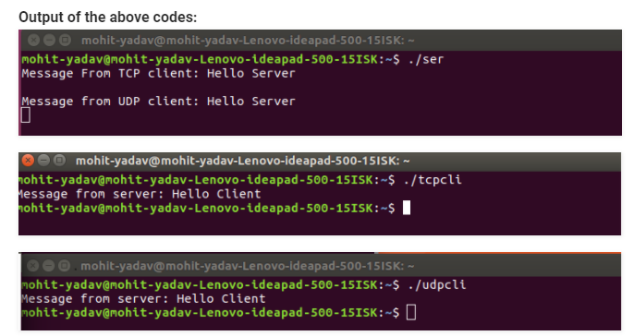 Output of the above codes:
mohit-yadav@mohit-yadav-Lenovo-ideapad-500-15ISK: ~
mohit-yadav@mohit-yadav-Lenovo-ideapad-500-15ISK:~$ ./ser
Message From TCP client: Hello Server
Message from UDP client: Hello Server
mohit-yadav@mohit-yadav-Lenovo-ideapad-500-15ISK: ~
mohit-yadav@mohit-yadav-Lenovo-ideapad-500-15ISK:~$ ./tcpcli
Message from server: Hello Client
mohit-yadav@mohit-yadav-Lenovo-ideapad-500-15ISK:~$
mohit-yadav@mohit-yadav-Lenovo-ideapad-500-15ISK: ~
mohit-yadav@mohit-yadav-Lenovo-ideapad-500-15ISK:~$ ./udpcli
Message from server: Hello Client
mohit-yadav@mohit-yadav-Lenovo-ideapad-500-15ISK:~$